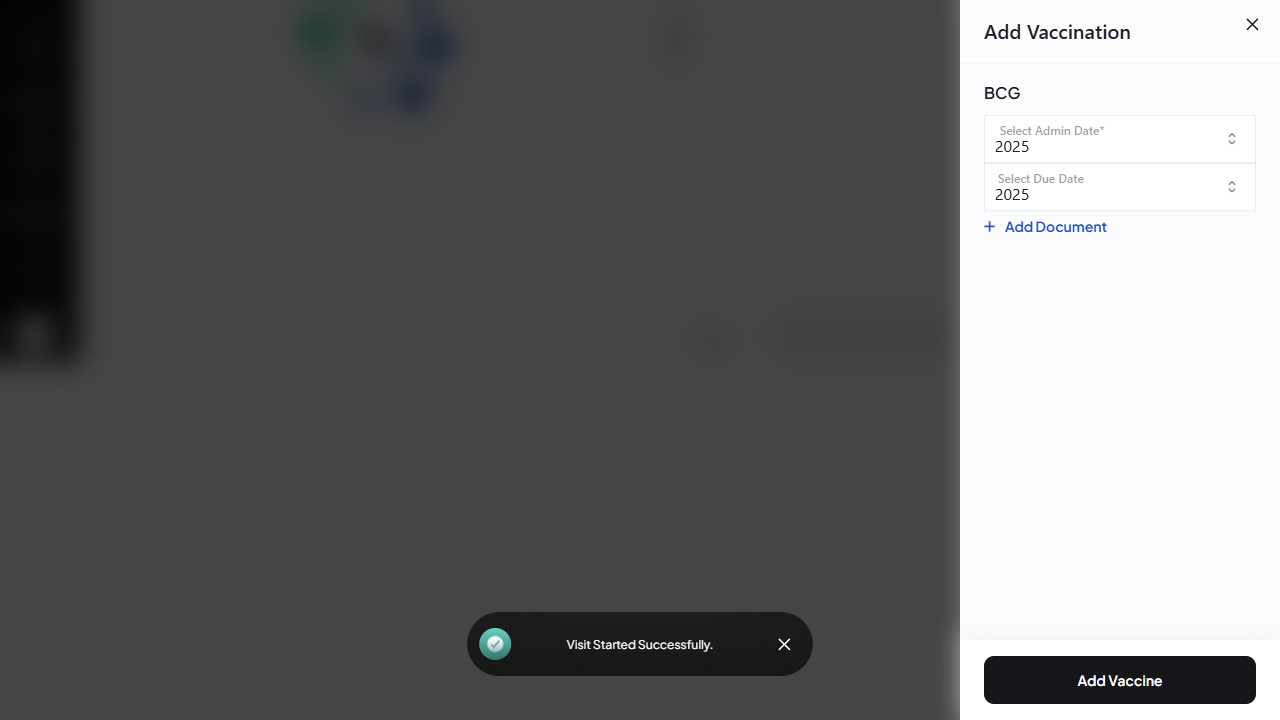 Add Vaccination
BCG
Select Admin Date*
2025
Select Due Date
2025
Add Document
Visit Started Successfully.
Add Vaccine